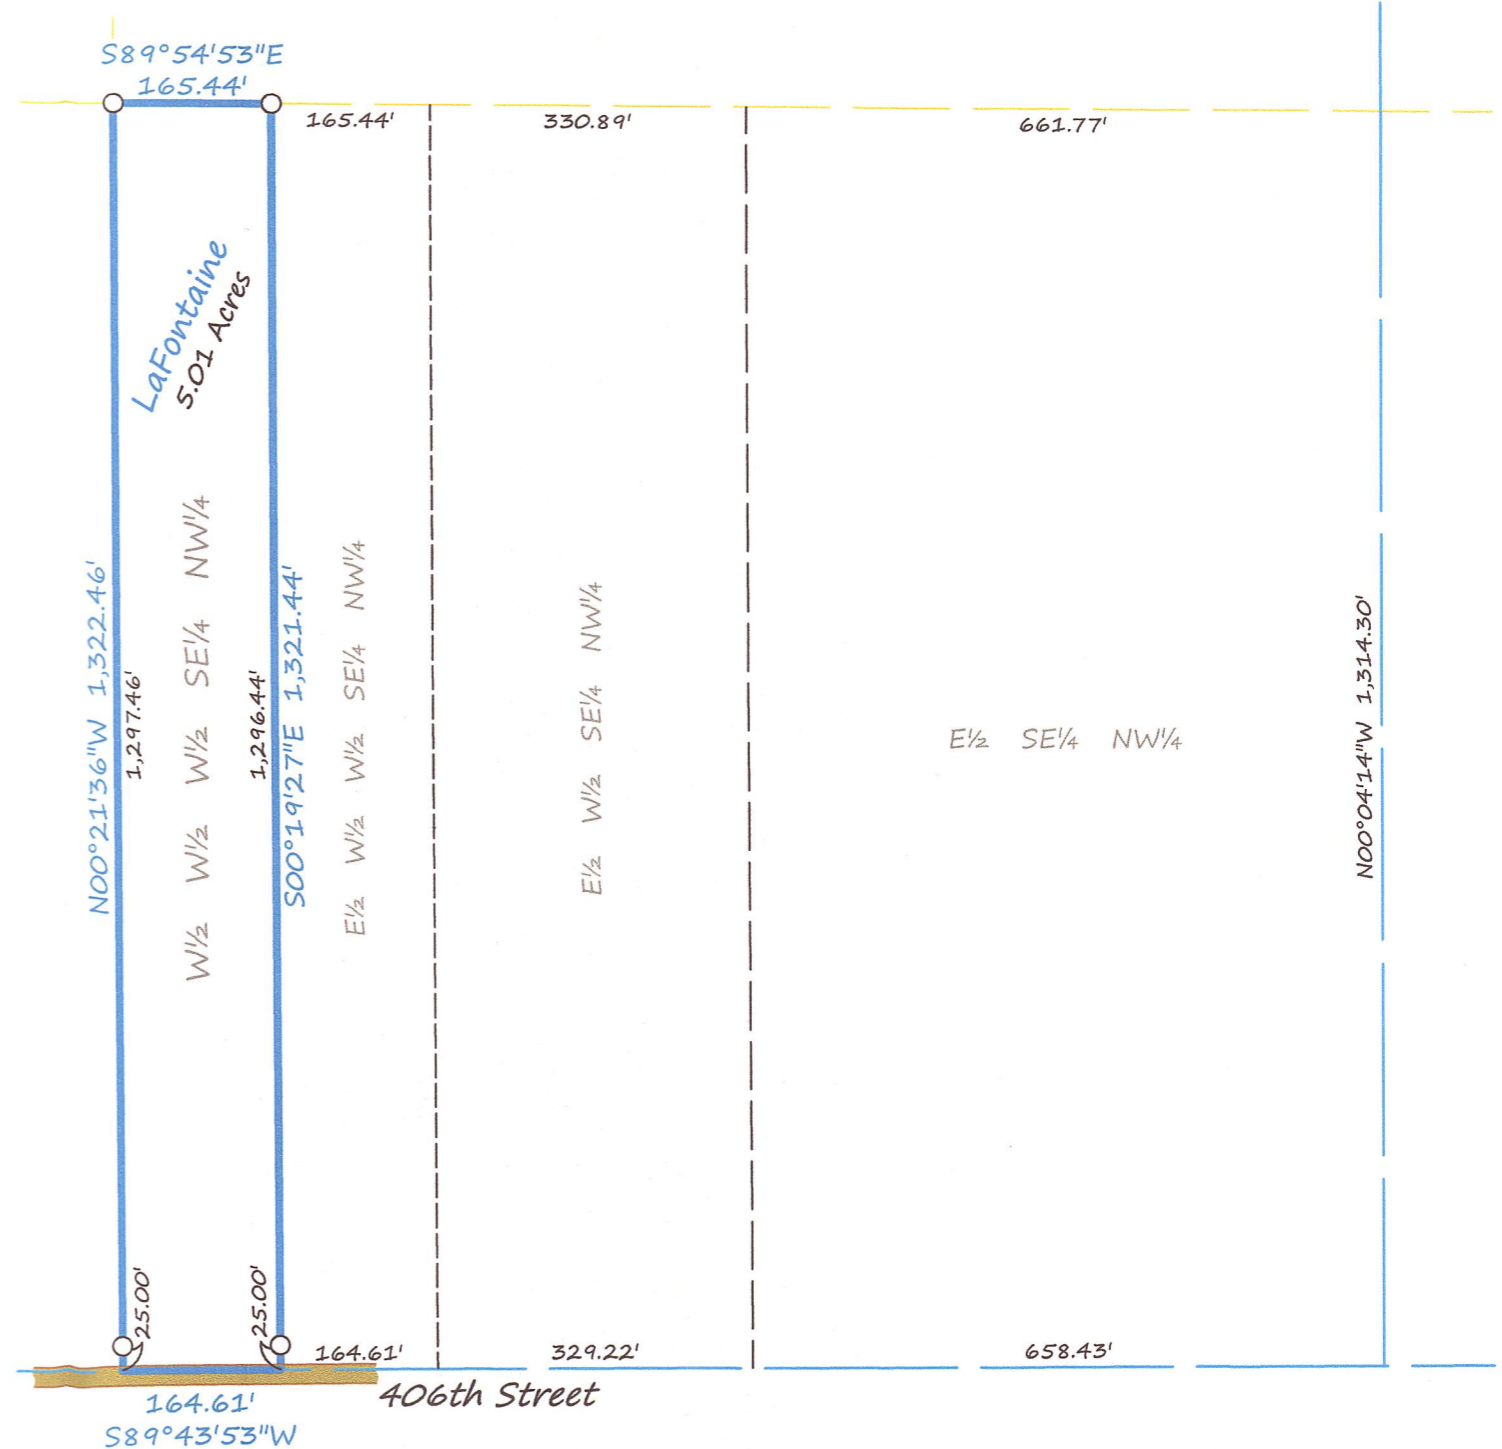 S89°54'53"E
165.44'
165.44'
330.89'
661.77'
LaFontaine
5.01 Acres
N00°21'36"W 1,322.46'
1,297.46'
W½ W½ W½ SE¼ NW¼
1,296.44'
S00°19'27"E 1,321.44'
E½ W½ W½ SE¼ NW¼
E½ W½ SE¼ NW¼
E½ SE¼ NW¼
N00°04'14"W 1,314.30'
25.00'
25.00'
164.61'
329.22'
658.43'
406th Street
164.61'
S89°43'53"W